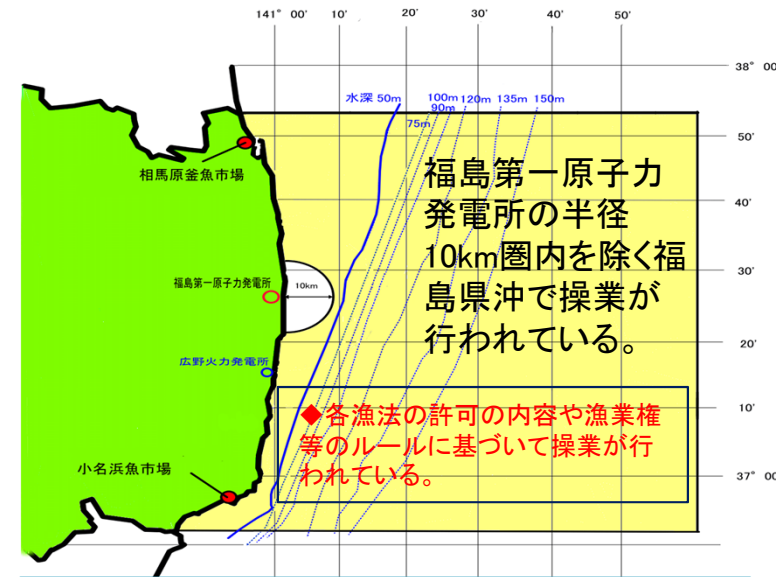 141° 00' 10' 20' 30' 40' 50'
38° 00
水深 50m 100m 120m 135m 150m
90m
75m
50'
相馬原釜魚市場
40'
福島第一原子力
発電所の半径
10km圏内を除く福
島県沖で操業が
行われている。
30'
福島第一原子力発電所
10km
20'
広野火力発電所
10'
◆各漁法の許可の内容や漁業権
等のルールに基づいて操業が行
われている。
小名浜魚市場
37° 00